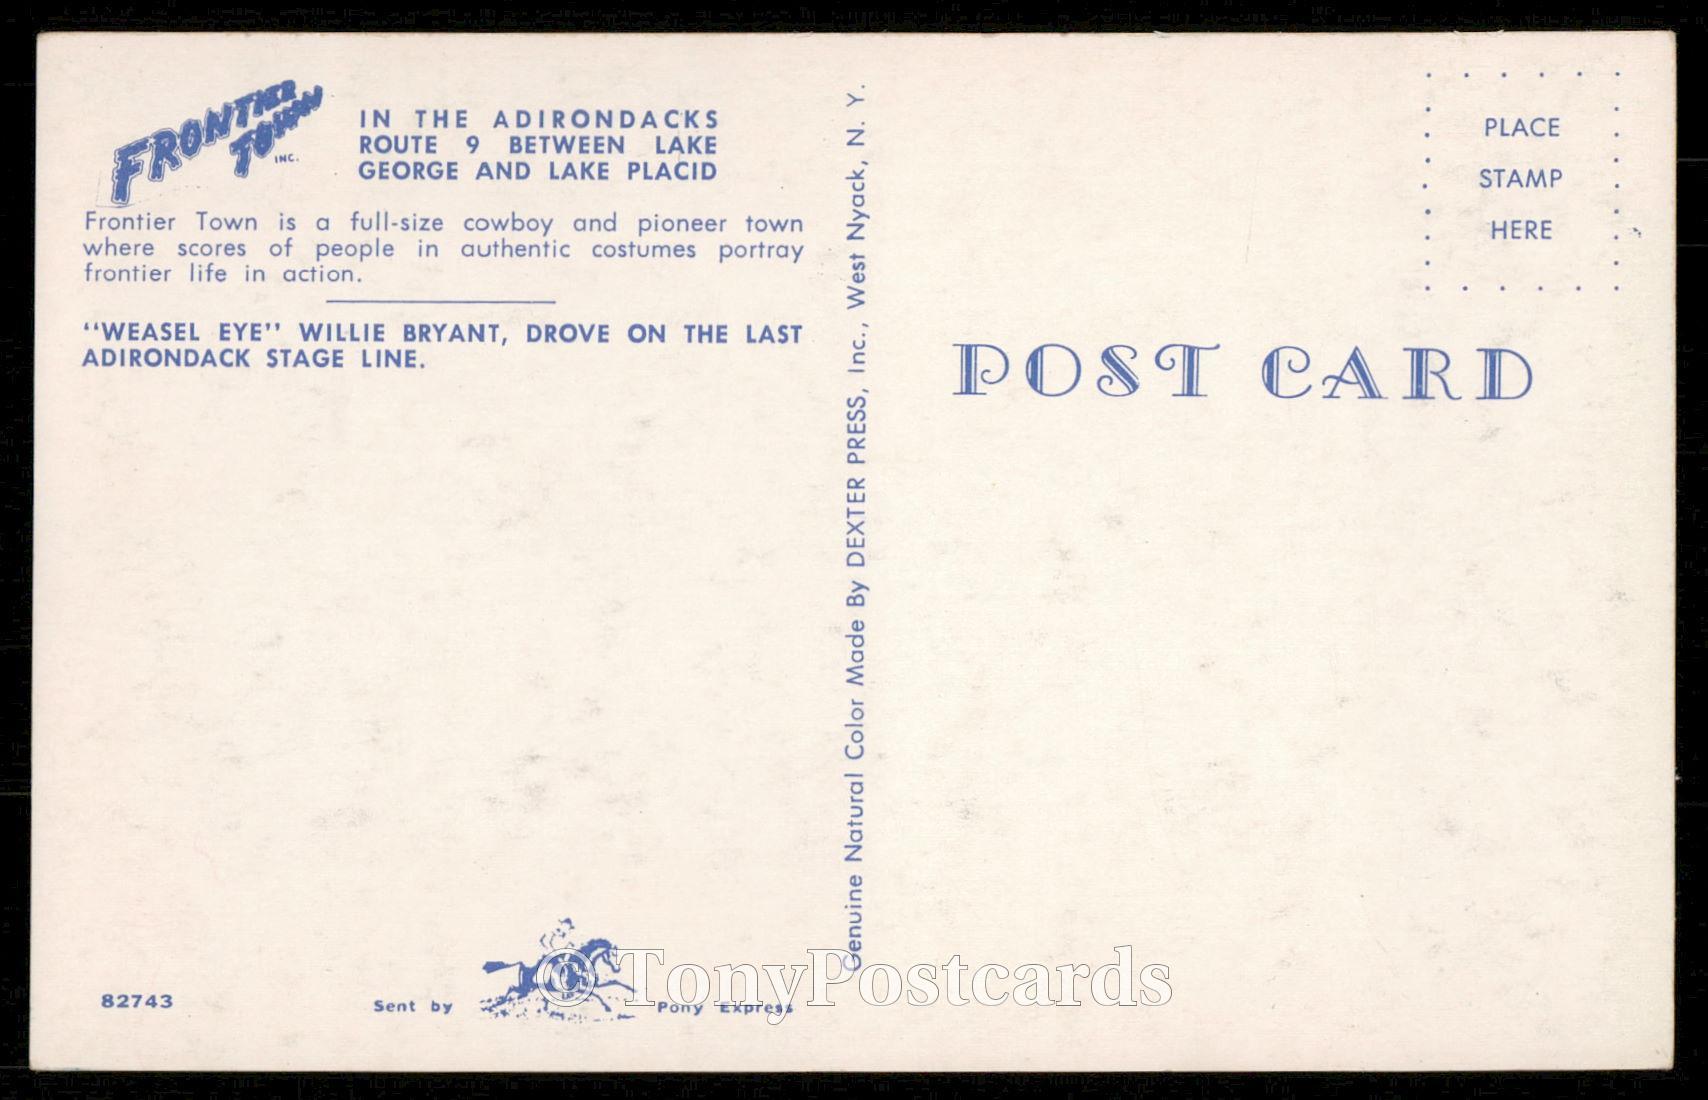 FRONTIER
TOWN
INC.
IN THE ADIRONDACKS
ROUTE 9 BETWEEN LAKE
GEORGE AND LAKE PLACID
Frontier Town is a full-size cowboy and pioneer town
where scores of people in authentic costumes portray
frontier life in action.
"WEASEL EYE" WILLIE BRYANT, DROVE ON THE LAST
ADIRONDACK STAGE LINE.
82743
Sent by Pony Express
Genuine Natural Color Made By DEXTER PRESS, Inc., West Nyack, N. Y.
PLACE
STAMP
HERE
POST CARD
© TonyPostcards